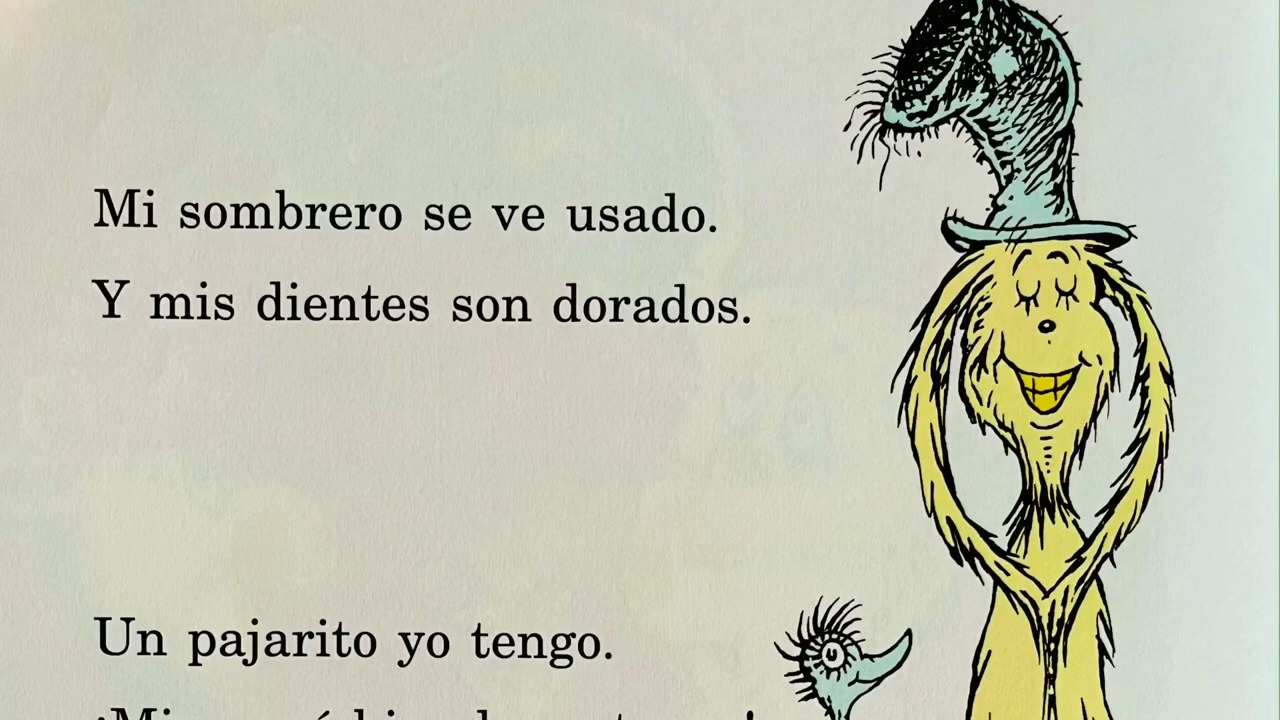 Mi sombrero se ve usado.
Y mis dientes son dorados.
Un pajarito yo tengo.